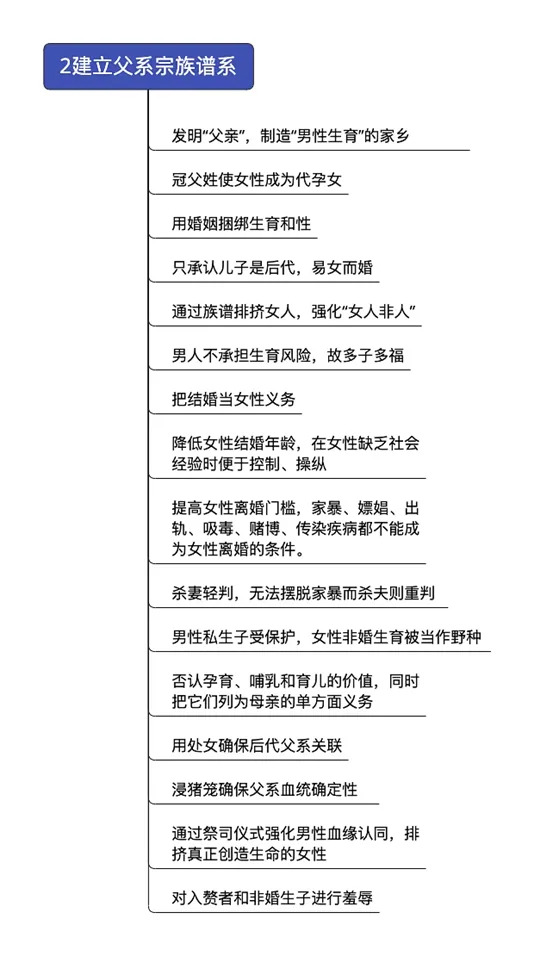 2建立父系宗族谱系
发明“父亲”，制造“男性生育”的家乡
冠父姓使女性成为代孕女
用婚姻捆绑生育和性
只承认儿子是后代，易女而婚
通过族谱排挤女人，强化“女人非人”
男人不承担生育风险，故多子多福
把结婚当女性义务
降低女性结婚年龄，在女性缺乏社会
经验时便于控制、操纵
提高女性离婚门槛，家暴、嫖娼、出
轨、吸毒、赌博、传染疾病都不能成
为女性离婚的条件。
杀妻轻判，无法摆脱家暴而杀夫则重判
男性私生子受保护，女性非婚生育被当作野种
否认孕育、哺乳和育儿的价值，同时
把它们列为母亲的单方面义务
用处女确保后代父系关联
浸猪笼确保父系血统确定性
通过祭司仪式强化男性血缘认同，排
挤真正创造生命的女性
对入赘者和非婚生子进行羞辱